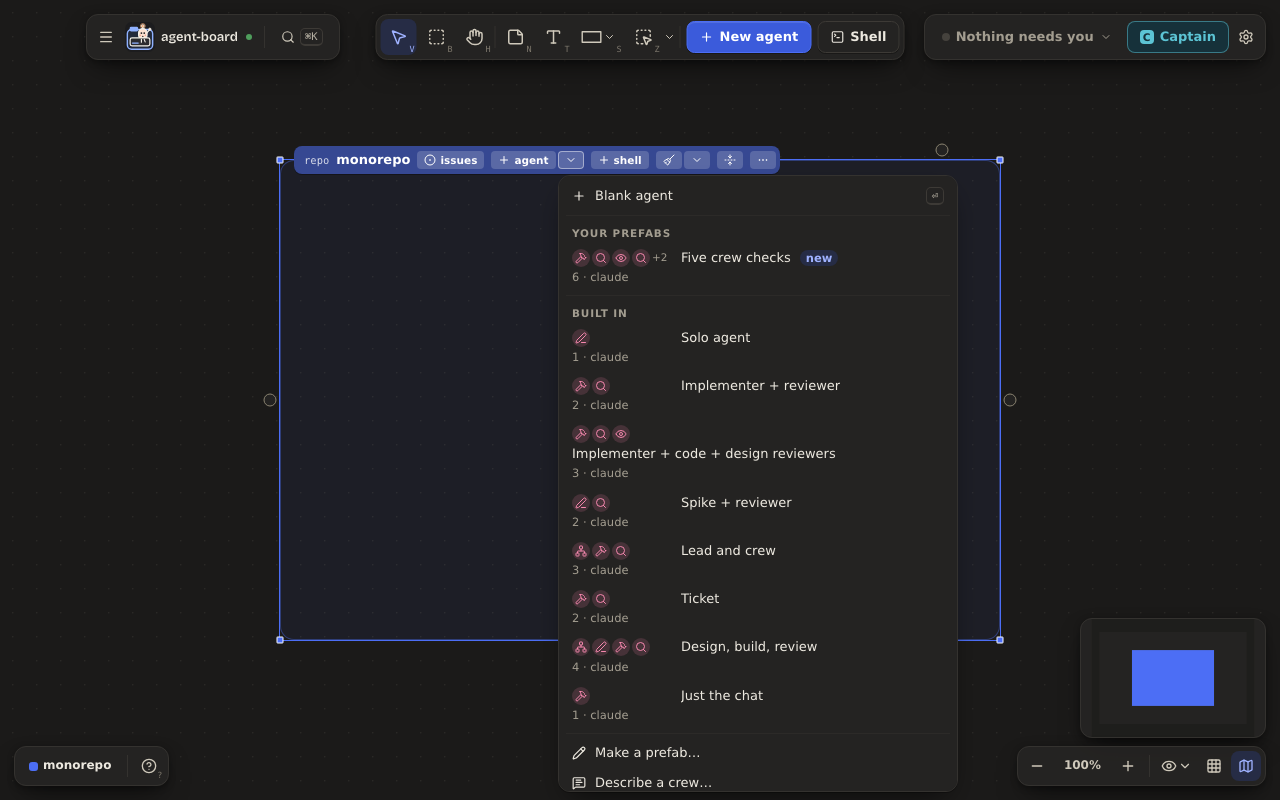 agent-board ⌘K
V B H N T S Z
New agent
Shell
Nothing needs you
C Captain
repo monorepo issues + agent + shell ...
+ Blank agent ⏎
YOUR PREFABS
+2 Five crew checks new
6 · claude
BUILT IN
Solo agent
1 · claude
Implementer + reviewer
2 · claude
Implementer + code + design reviewers
3 · claude
Spike + reviewer
2 · claude
Lead and crew
3 · claude
Ticket
2 · claude
Design, build, review
4 · claude
Just the chat
1 · claude
Make a prefab…
Describe a crew…
monorepo ?
− 100% +